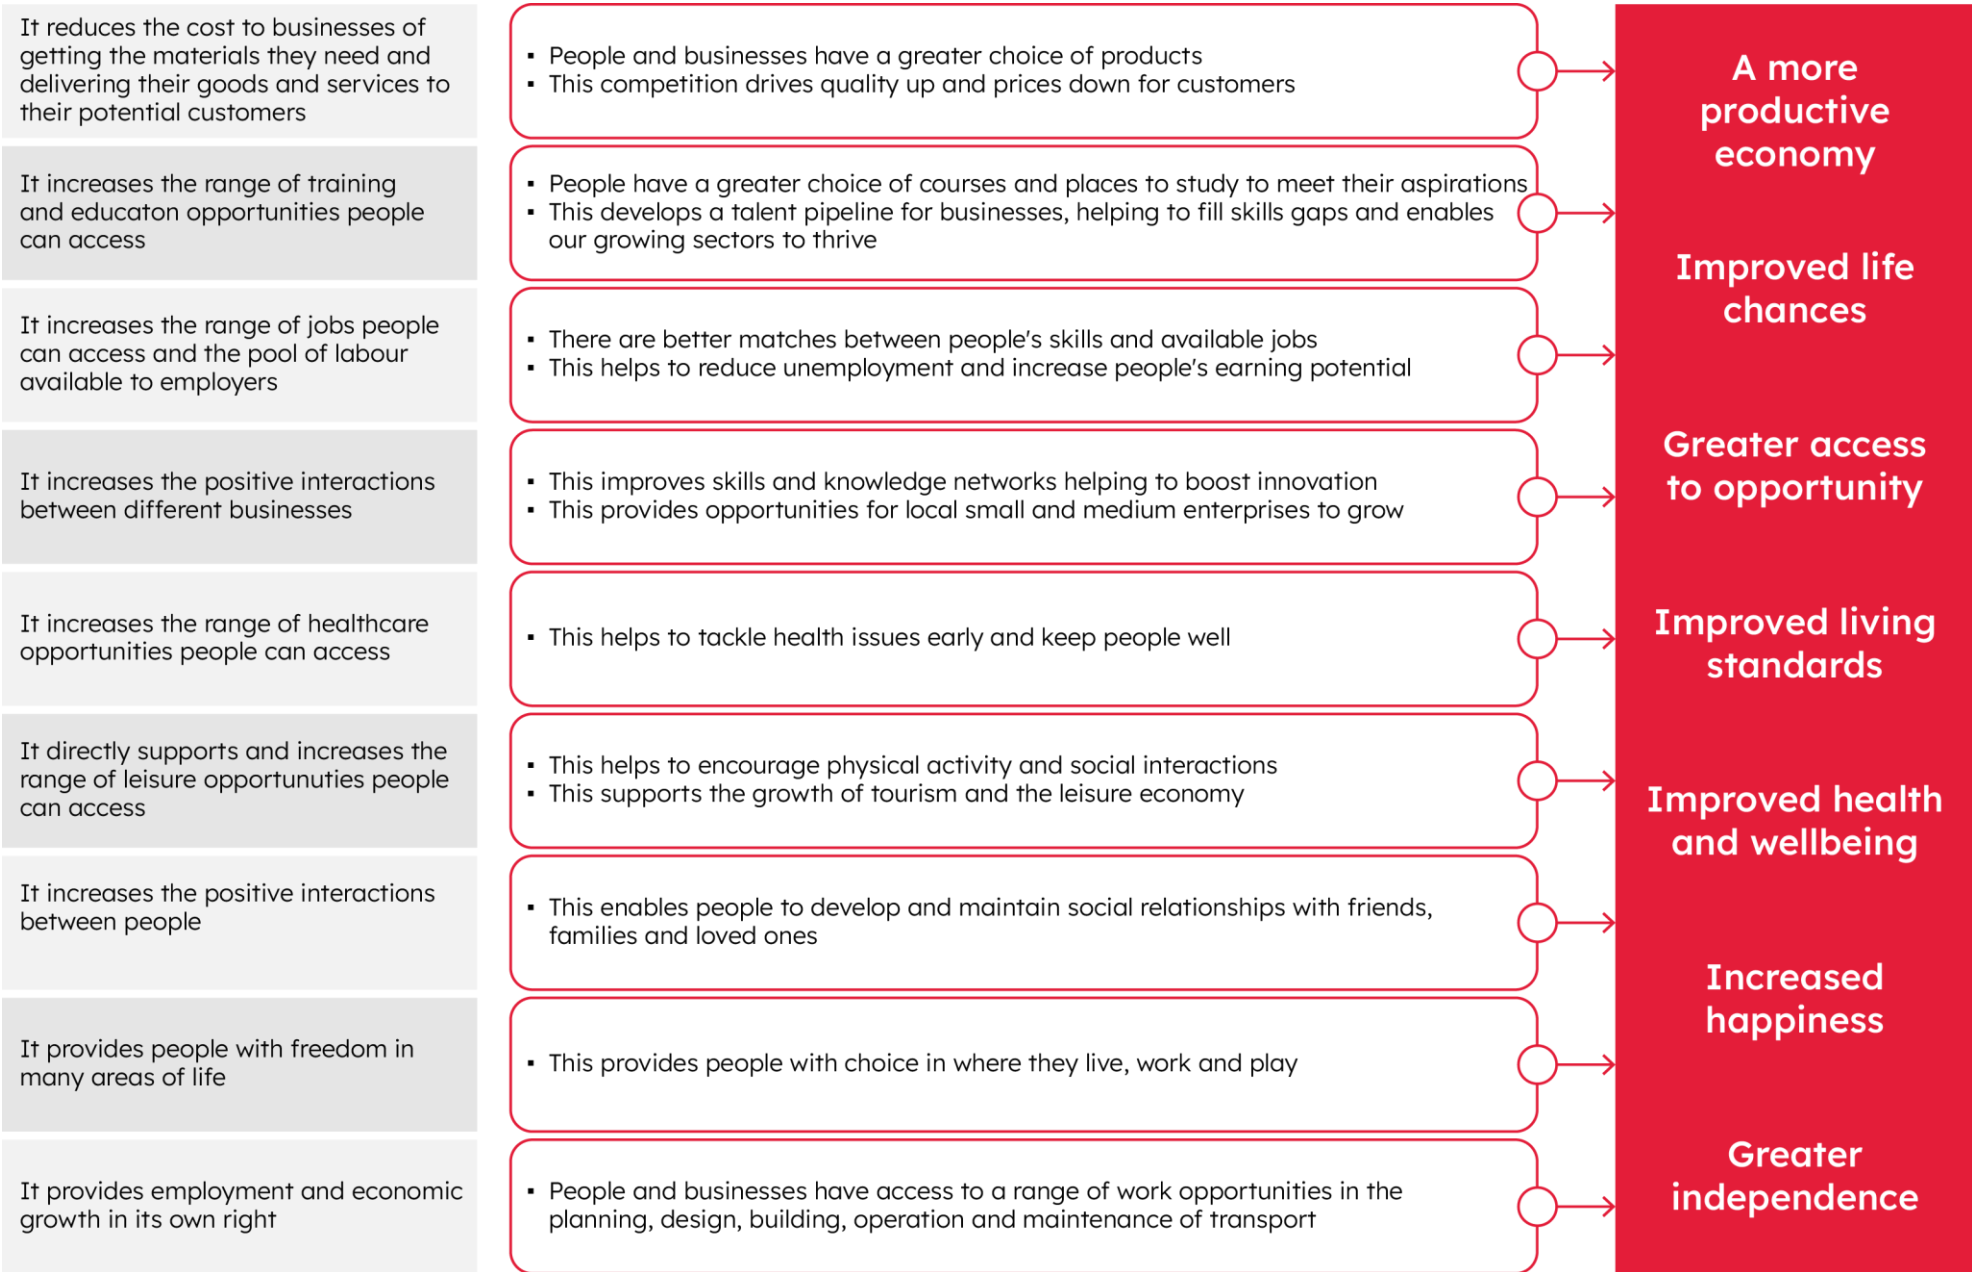 It reduces the cost to businesses of
getting the materials they need and
delivering their goods and services to
their potential customers
▪ People and businesses have a greater choice of products
▪ This competition drives quality up and prices down for customers
It increases the range of training
and educaton opportunities people
can access
▪ People have a greater choice of courses and places to study to meet their aspirations
▪ This develops a talent pipeline for businesses, helping to fill skills gaps and enables
our growing sectors to thrive
It increases the range of jobs people
can access and the pool of labour
available to employers
▪ There are better matches between people's skills and available jobs
▪ This helps to reduce unemployment and increase people's earning potential
It increases the positive interactions
between different businesses
▪ This improves skills and knowledge networks helping to boost innovation
▪ This provides opportunities for local small and medium enterprises to grow
It increases the range of healthcare
opportunities people can access
▪ This helps to tackle health issues early and keep people well
It directly supports and increases the
range of leisure opportunuties people
can access
▪ This helps to encourage physical activity and social interactions
▪ This supports the growth of tourism and the leisure economy
It increases the positive interactions
between people
▪ This enables people to develop and maintain social relationships with friends,
families and loved ones
It provides people with freedom in
many areas of life
▪ This provides people with choice in where they live, work and play
It provides employment and economic
growth in its own right
▪ People and businesses have access to a range of work opportunities in the
planning, design, building, operation and maintenance of transport
A more
productive
economy
Improved life
chances
Greater access
to opportunity
Improved living
standards
Improved health
and wellbeing
Increased
happiness
Greater
independence